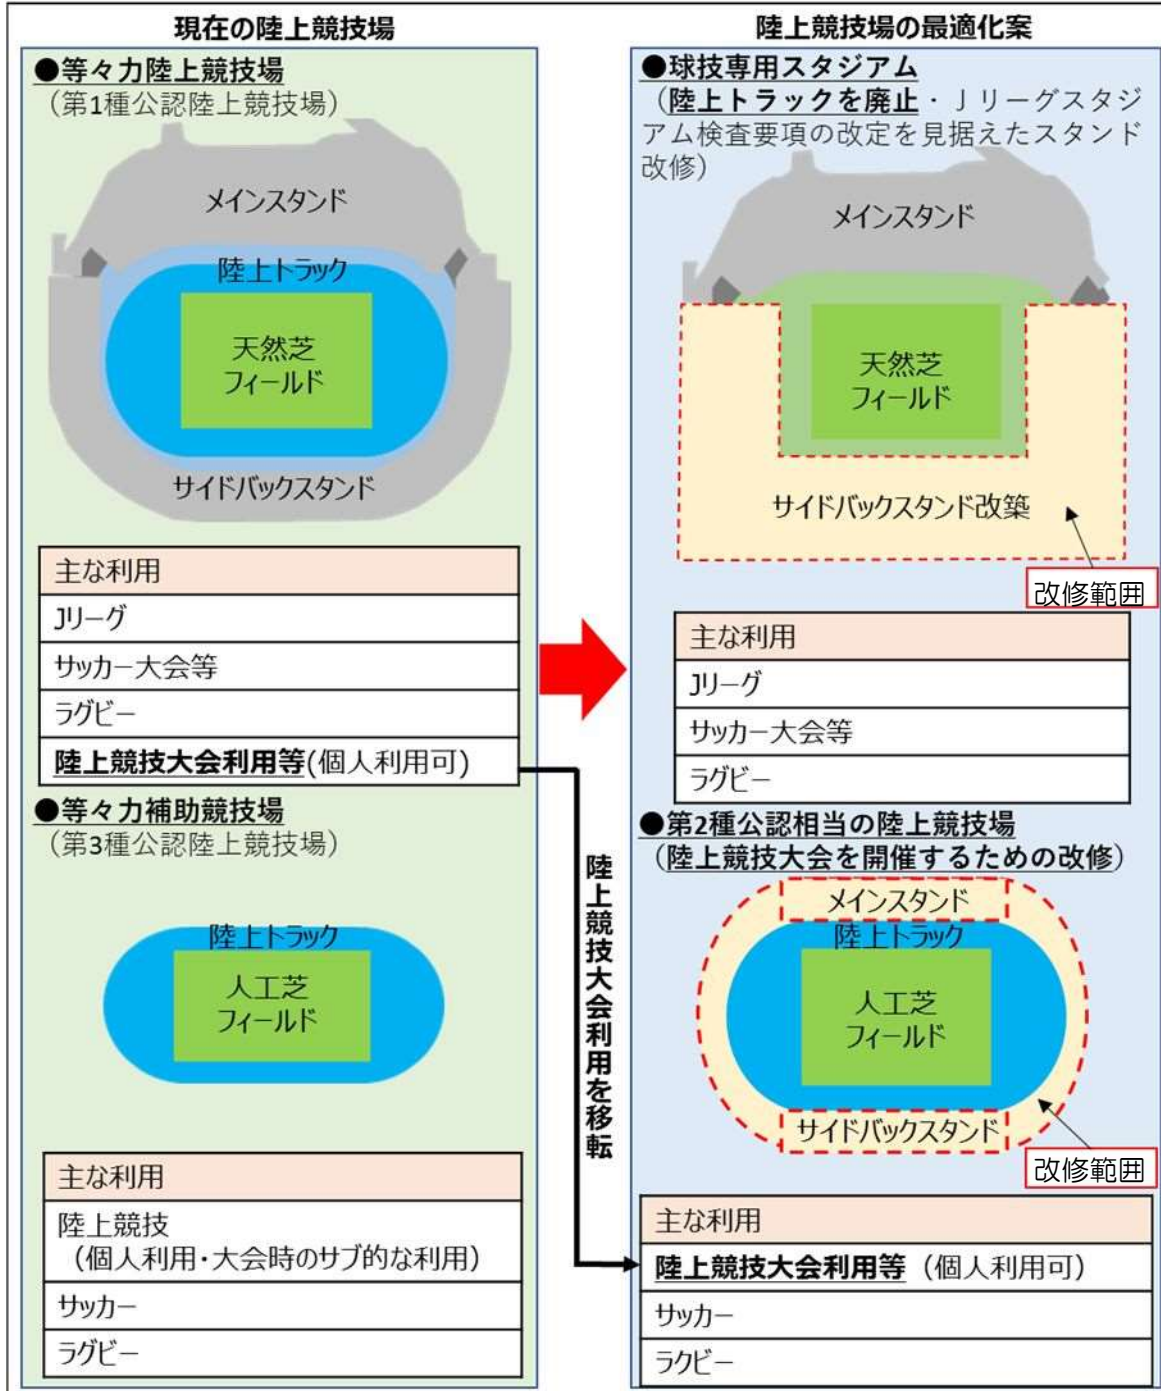 現在の陸上競技場
●等々力陸上競技場
（第1種公認陸上競技場）
メインスタンド
陸上トラック
天然芝
フィールド
サイドバックスタンド
主な利用
Jリーグ
サッカー大会等
ラグビー
陸上競技大会利用等(個人利用可)
●等々力補助競技場
（第3種公認陸上競技場）
陸上トラック
人工芝
フィールド
主な利用
陸上競技
（個人利用・大会時のサブ的な利用）
サッカー
ラグビー
陸上競技大会利用を移転
陸上競技場の最適化案
●球技専用スタジアム
（陸上トラックを廃止・Ｊリーグスタジ
アム検査要項の改定を見据えたスタンド
改修）
メインスタンド
天然芝
フィールド
サイドバックスタンド改築
改修範囲
主な利用
Jリーグ
サッカー大会等
ラグビー
●第2種公認相当の陸上競技場
（陸上競技大会を開催するための改修）
メインスタンド
陸上トラック
人工芝
フィールド
サイドバックスタンド
改修範囲
主な利用
陸上競技大会利用等（個人利用可）
サッカー
ラクビー